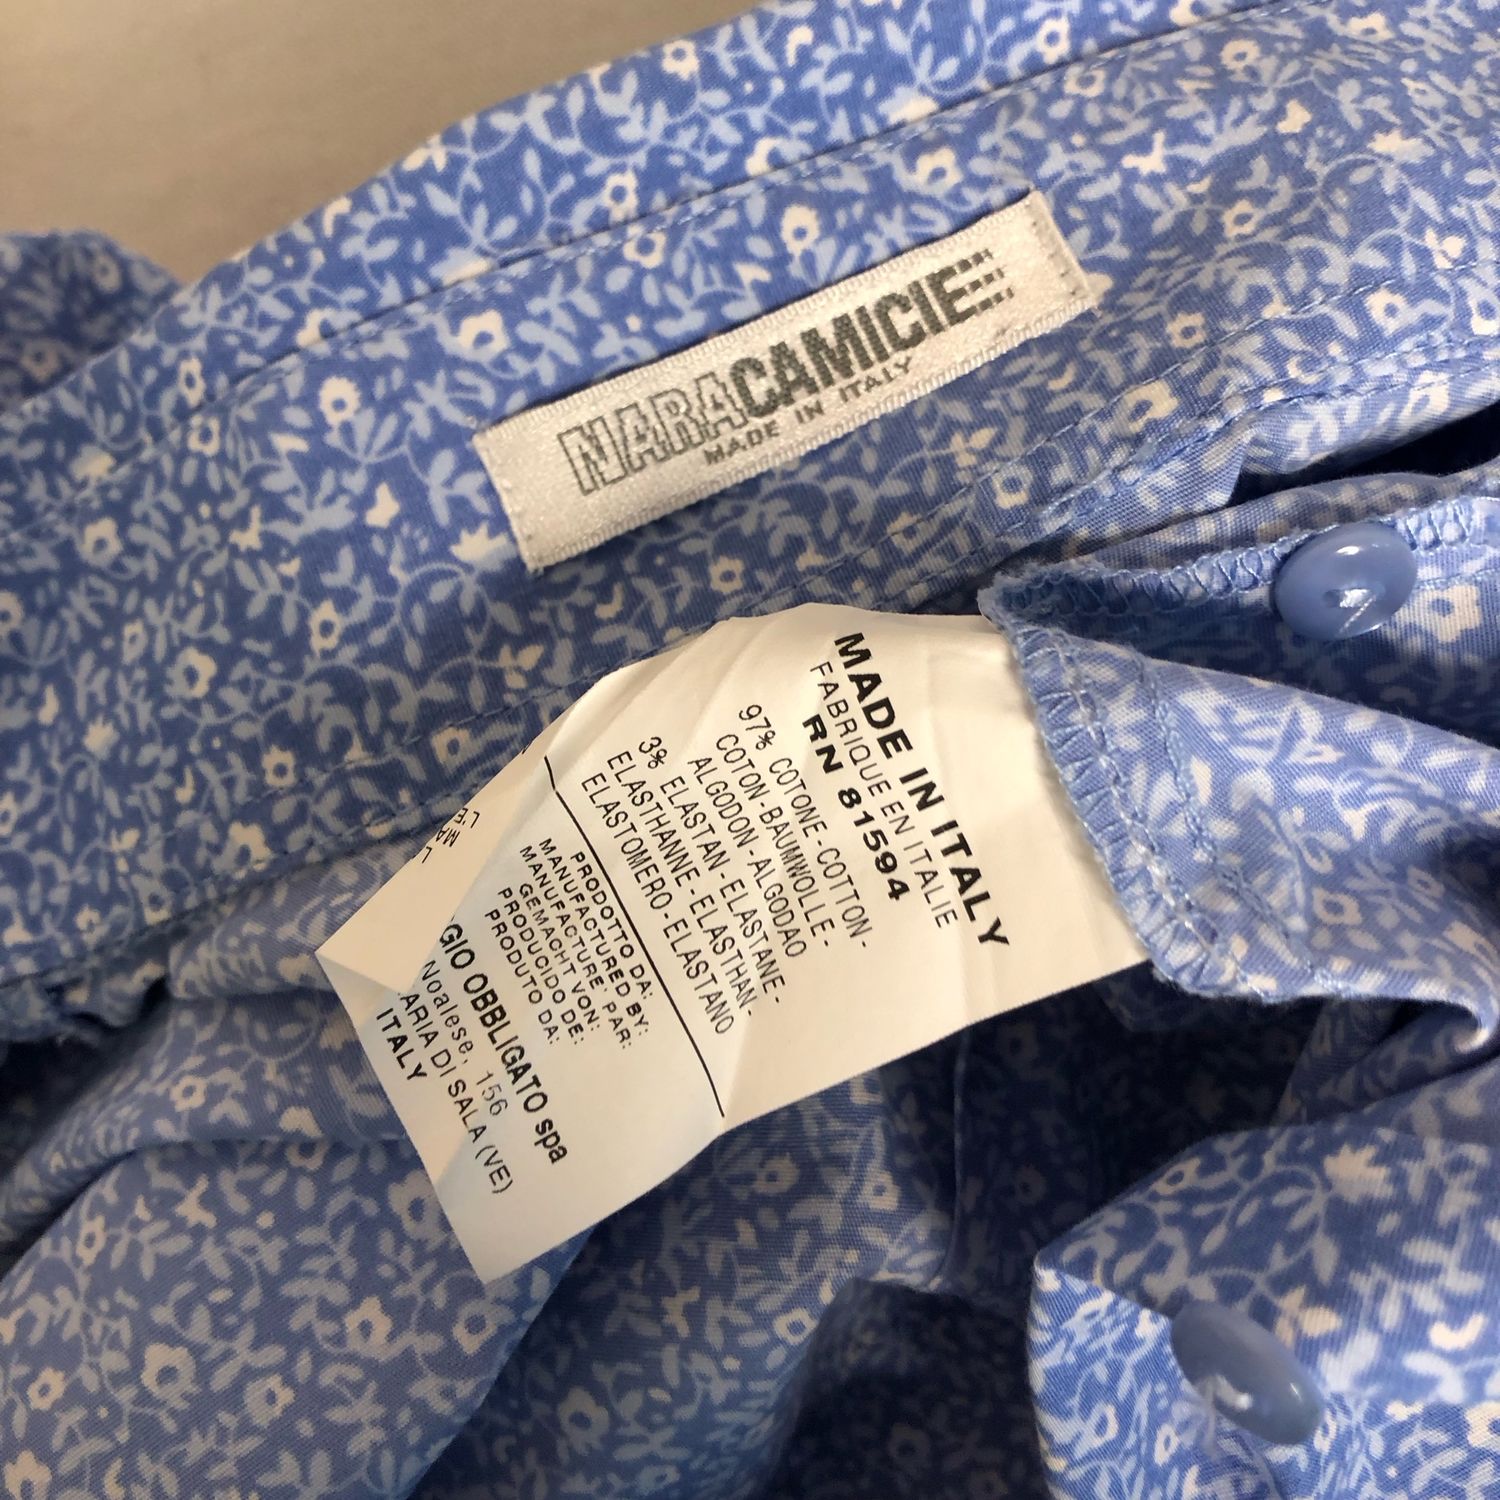 NARACAMICIE
MADE IN ITALY
MADE IN ITALY
FABRIQUE EN ITALIE
RN 81594
97% COTONE-COTTON-
COTON-BAUMWOLLE-
ALGODON-ALGODAO
3% ELASTAN-ELASTANE-
ELASTHANNE-ELASTHAN-
ELASTOMERO-ELASTANO
PRODOTTO DA:
MANUFACTURED BY:
MANUFACTURE PAR:
GEMACHT VON:
PRODUCIDO DE:
PRODUTO DA:
GIO OBBLIGATO spa
Noalese, 156
ARIA DI SALA (VE)
ITALY